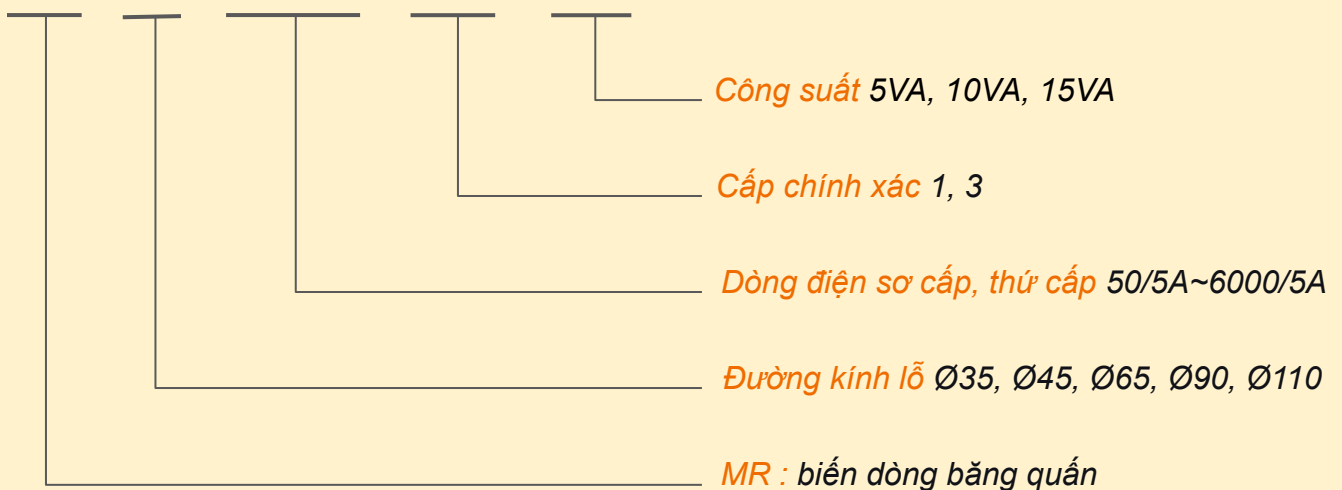 Công suất 5VA, 10VA, 15VA
Cấp chính xác 1, 3
Dòng điện sơ cấp, thứ cấp 50/5A~6000/5A
Đường kính lỗ Ø35, Ø45, Ø65, Ø90, Ø110
MR : biến dòng băng quấn